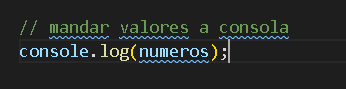 // mandar valores a consola
console.log(numeros);